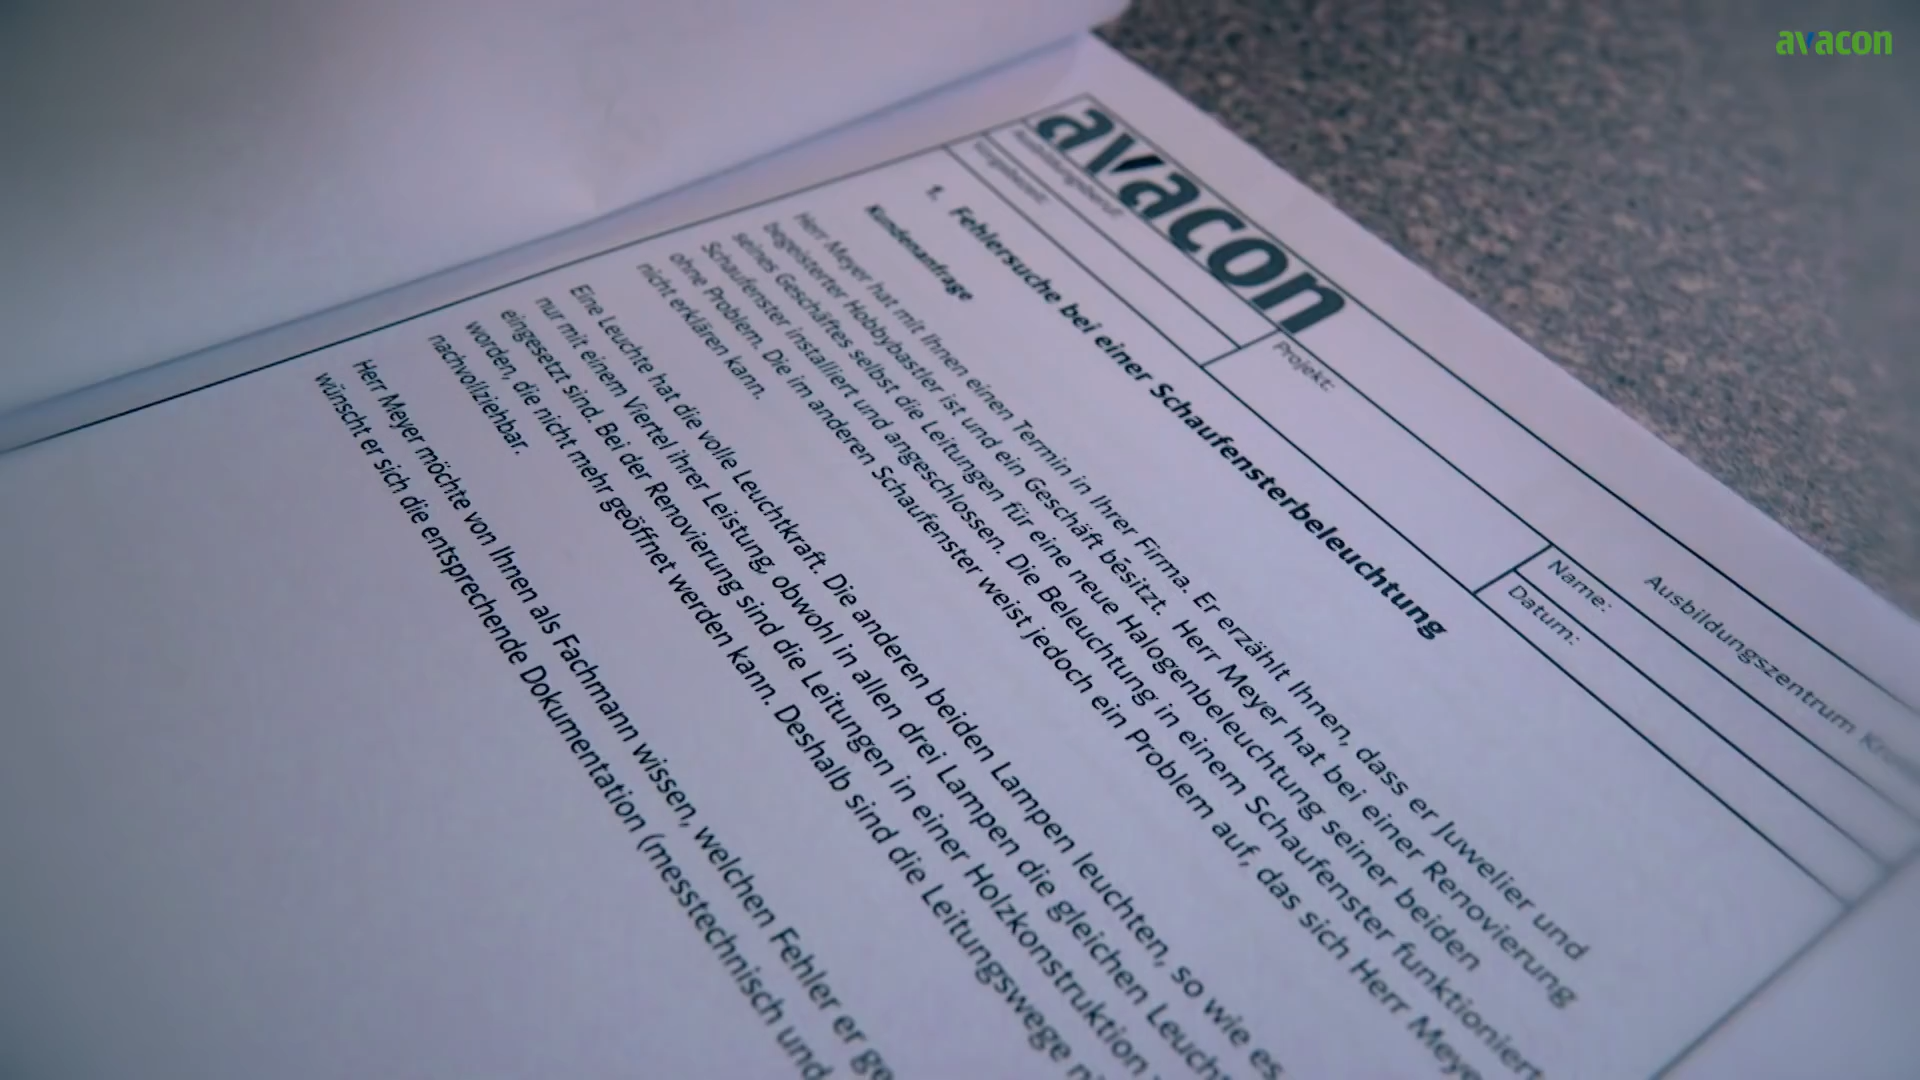 avacon
avacon
Ausbildungszentrum
Projekt:
Name:
Datum:
1. Fehlersuche bei einer Schaufensterbeleuchtung
Kundenanfrage
Herr Meyer hat mit Ihnen einen Termin in Ihrer Firma. Er erzählt Ihnen, dass er Juwelier und
begeisterter Hobbybastler ist und ein Geschäft besitzt. Herr Meyer hat bei einer Renovierung
seines Geschäftes selbst die Leitungen für eine neue Halogenbeleuchtung seiner beiden
Schaufenster installiert und angeschlossen. Die Beleuchtung in einem Schaufenster funktioniert
ohne Problem. Die im anderen Schaufenster weist jedoch ein Problem auf, das sich Herr Meye
nicht erklären kann.
Eine Leuchte hat die volle Leuchtkraft. Die anderen beiden Lampen leuchten, so wie es
nur mit einem Viertel ihrer Leistung, obwohl in allen drei Lampen die gleichen Leucht
eingesetzt sind. Bei der Renovierung sind die Leitungen in einer Holzkonstruktion
worden, die nicht mehr geöffnet werden kann. Deshalb sind die Leitungswege ni
nachvollziehbar.
Herr Meyer möchte von Ihnen als Fachmann wissen, welchen Fehler er ge
wünscht er sich die entsprechende Dokumentation (messtechnisch und